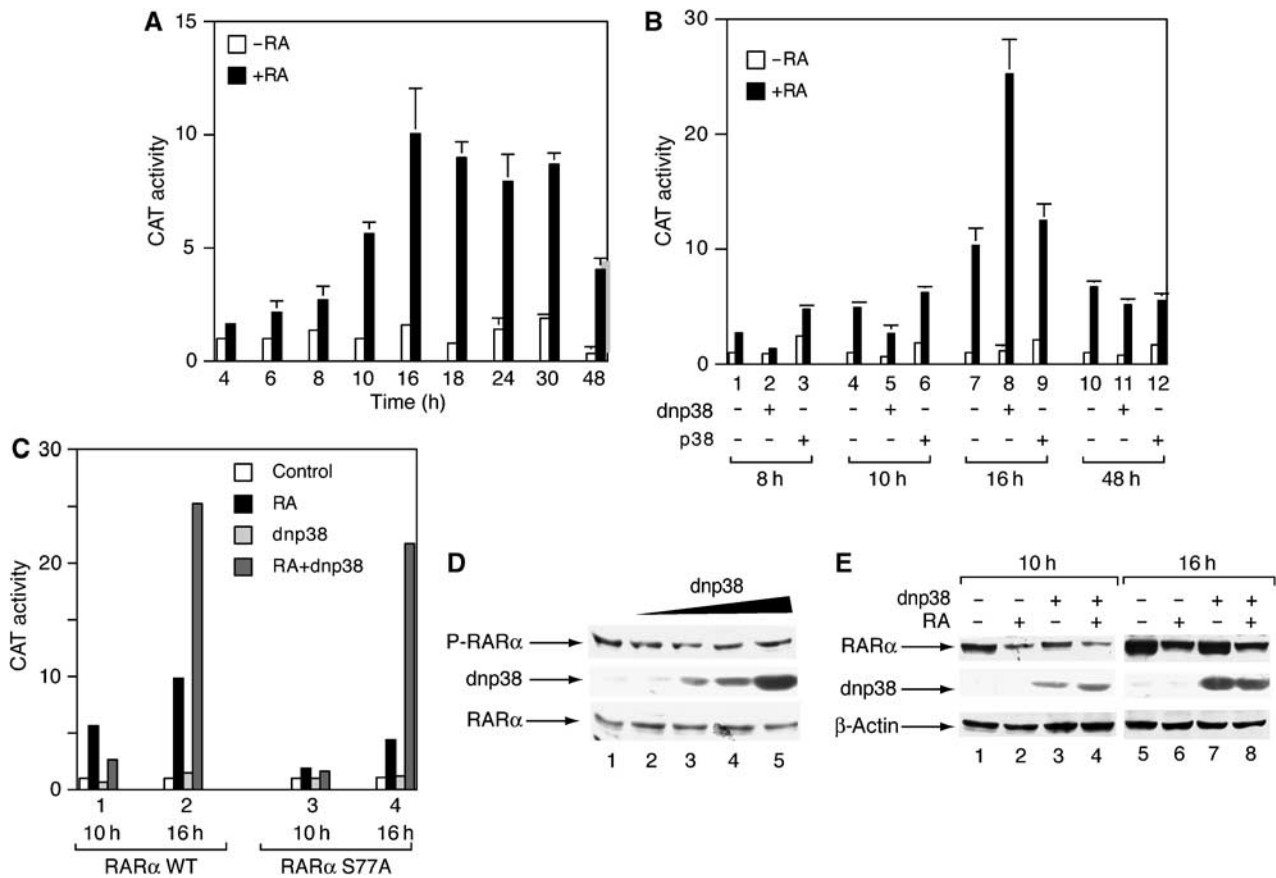 A
15
10
5
0
CAT activity
–RA
+RA
4 6 8 10 16 18 24 30 48
Time (h)
B
30
20
10
0
CAT activity
–RA
+RA
1 2 3 4 5 6 7 8 9 10 11 12
dnp38 – + – – + – – + – – + –
p38 – – + – – + – – + – – +
8 h 10 h 16 h 48 h
C
30
20
10
0
CAT activity
Control
RA
dnp38
RA+dnp38
1 2 3 4
10 h 16 h 10 h 16 h
RARα WT RARα S77A
D
dnp38
P-RARα
dnp38
RARα
1 2 3 4 5
E
10 h 16 h
dnp38 – – + + – – + +
RA – + – + – + – +
RARα
dnp38
β-Actin
1 2 3 4 5 6 7 8